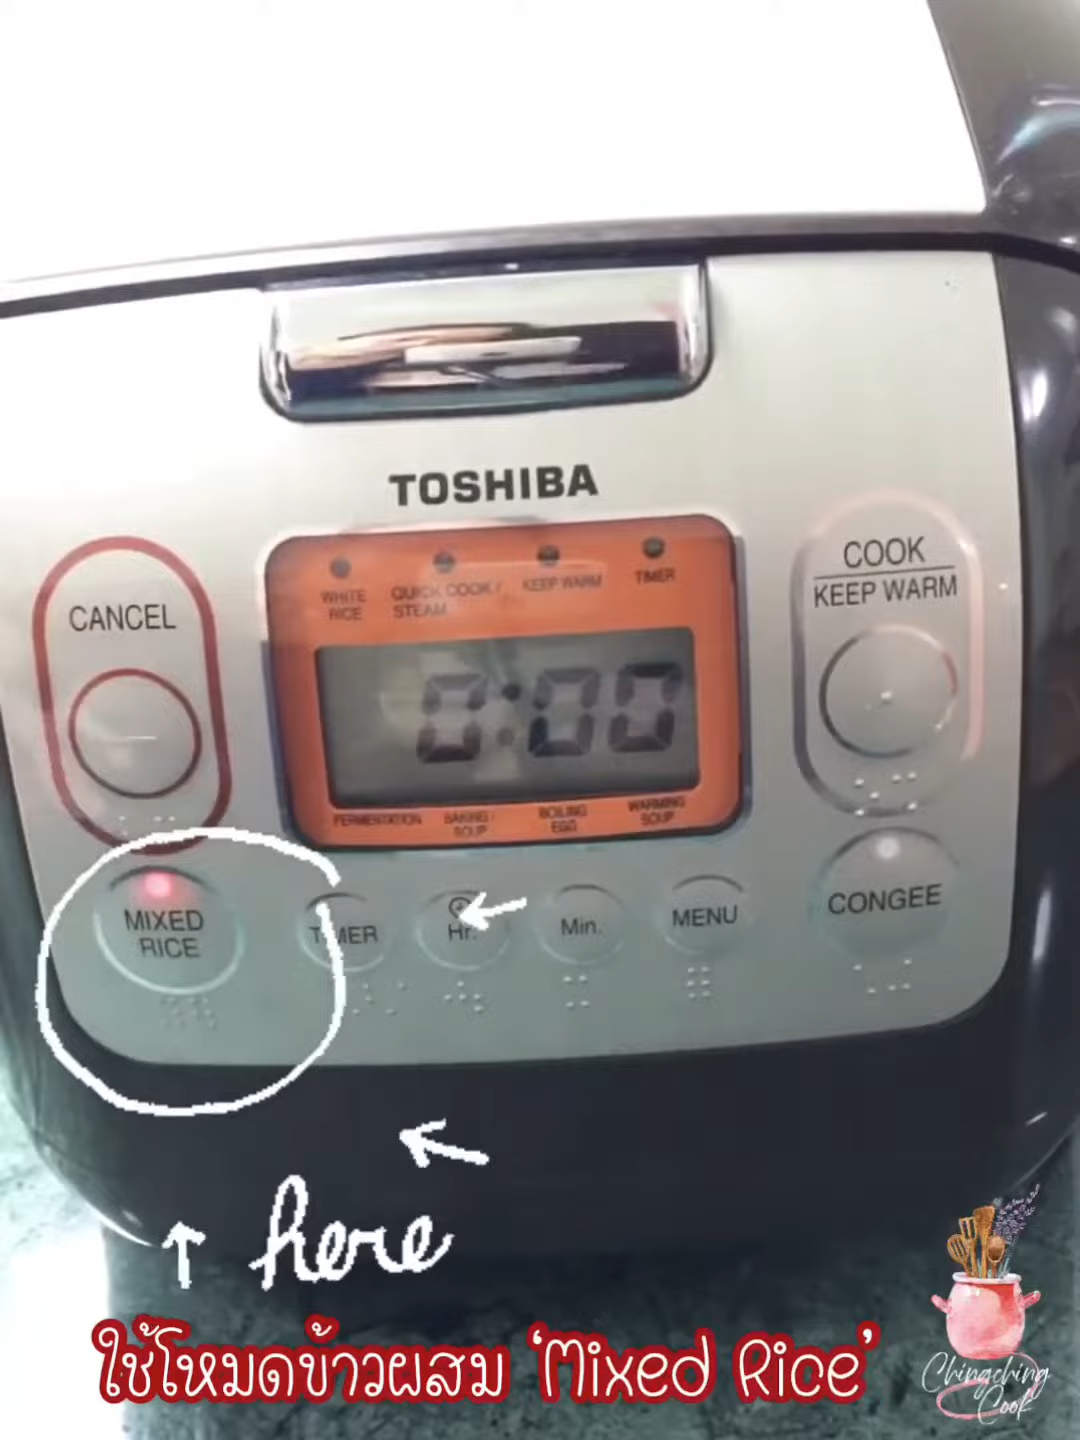 TOSHIBA
CANCEL
WHITE
RICE
QUICK COOK /
STEAM
KEEP WARM
TIMER
COOK
KEEP WARM
0:00
FERMENTATION
BAKING /
SOUP
BOILING
EGG
WARMING
SOUP
MIXED
RICE
TIMER
Hr.
Min.
MENU
CONGEE
here
ใช้โหมดข้าวผสม ‘Mixed Rice’
Chingching
Cook